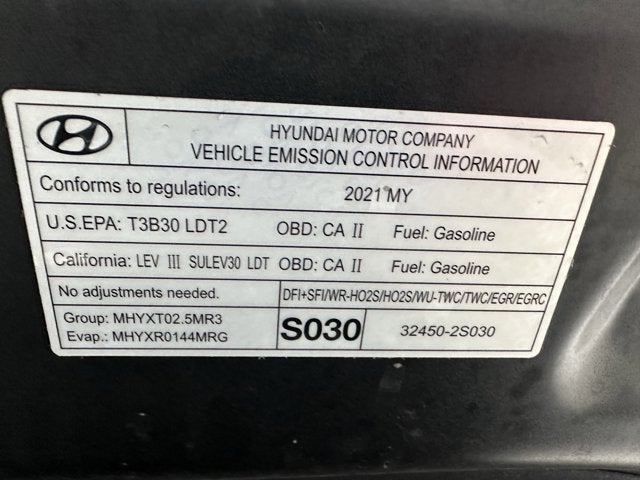 HYUNDAI MOTOR COMPANY
VEHICLE EMISSION CONTROL INFORMATION
Conforms to regulations: 2021 MY
U.S.EPA: T3B30 LDT2 OBD: CA II Fuel: Gasoline
California: LEV III SULEV30 LDT OBD: CA II Fuel: Gasoline
No adjustments needed. DFI+SFI/WR-HO2S/HO2S/WU-TWC/TWC/EGR/EGRC
Group: MHYXT02.5MR3
Evap.: MHYXR0144MRG
S030
32450-2S030